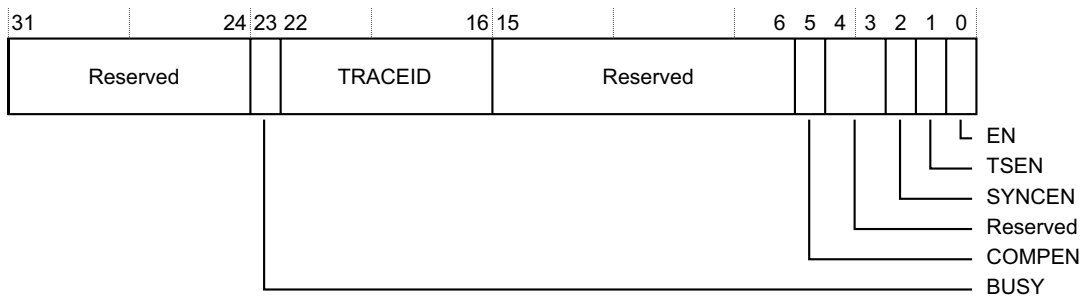 31 24 23 22 16 15 6 5 4 3 2 1 0
Reserved TRACEID Reserved
EN
TSEN
SYNCEN
Reserved
COMPEN
BUSY